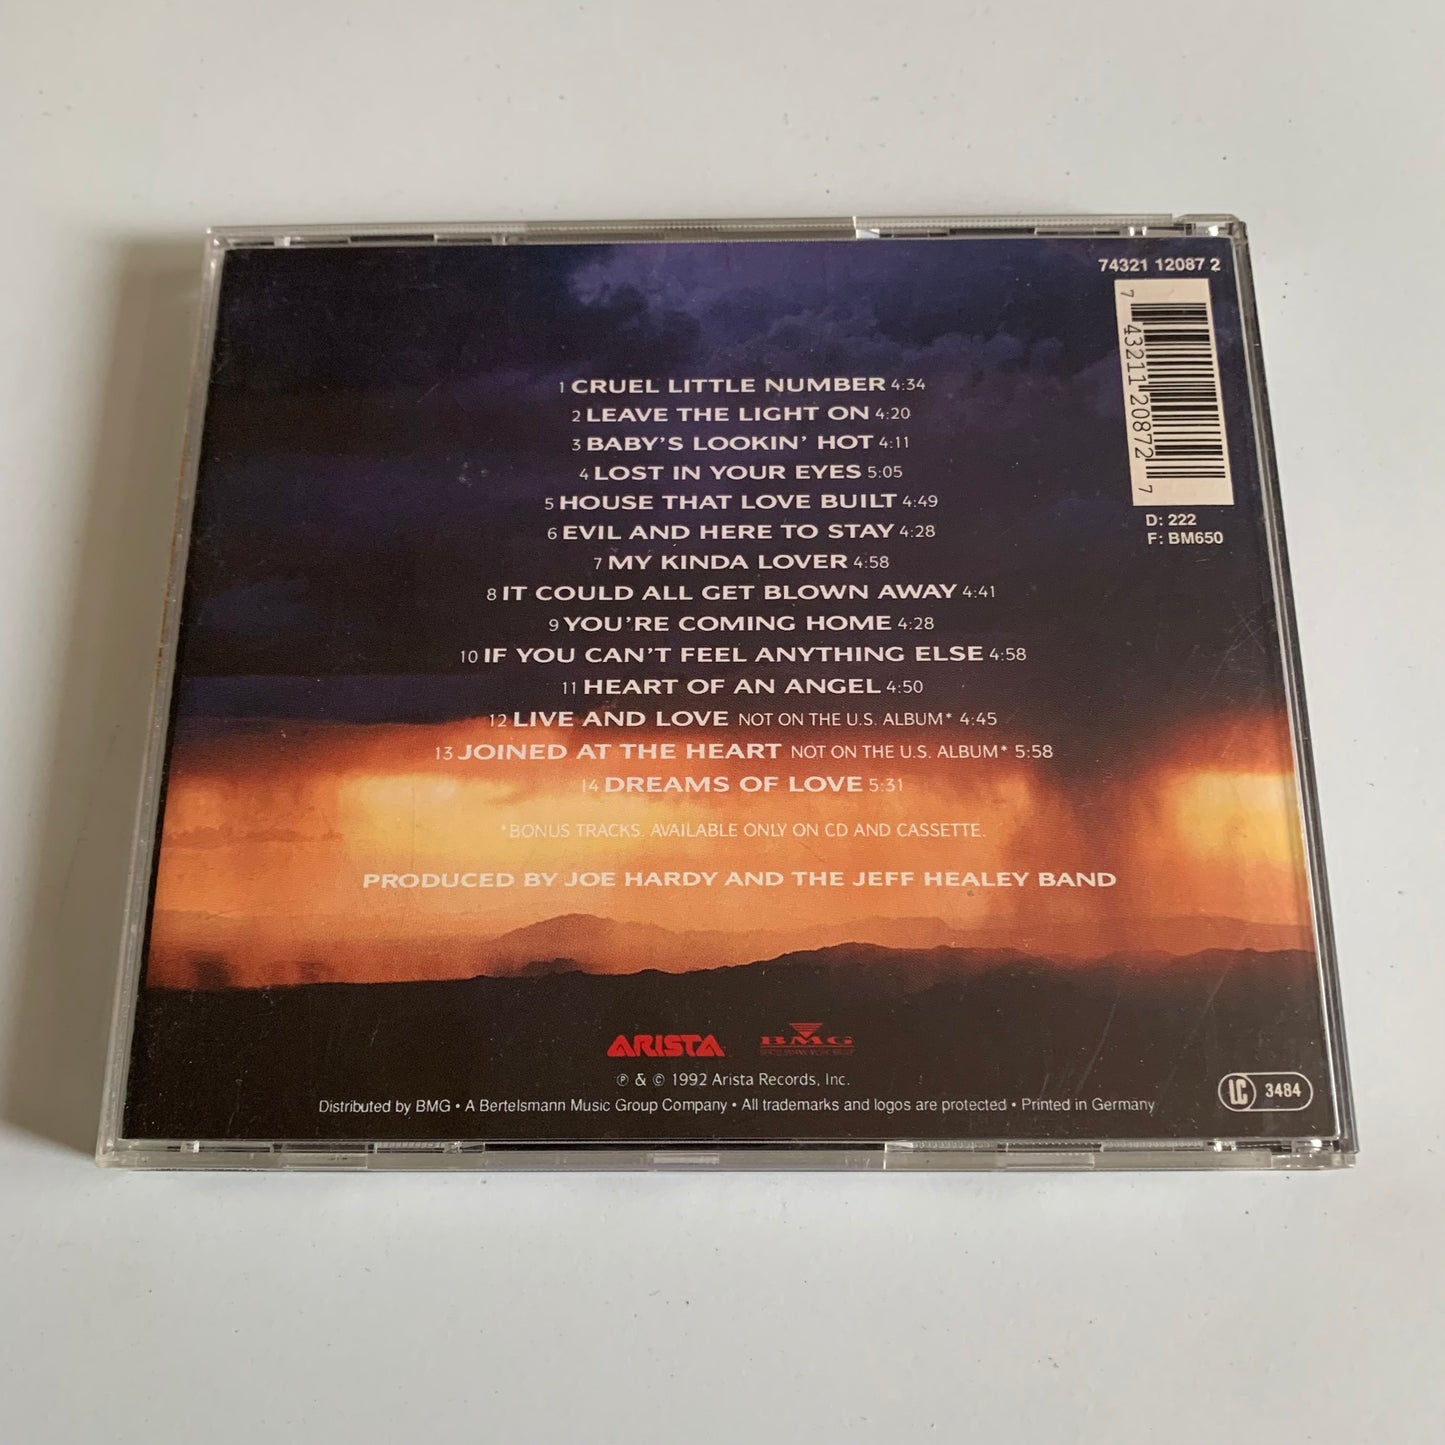 74321 12087 2
7 43211 20872 7
D: 222
F: BM650
1 CRUEL LITTLE NUMBER 4:34
2 LEAVE THE LIGHT ON 4:20
3 BABY'S LOOKIN' HOT 4:11
4 LOST IN YOUR EYES 5:05
5 HOUSE THAT LOVE BUILT 4:49
6 EVIL AND HERE TO STAY 4:28
7 MY KINDA LOVER 4:58
8 IT COULD ALL GET BLOWN AWAY 4:41
9 YOU'RE COMING HOME 4:28
10 IF YOU CAN'T FEEL ANYTHING ELSE 4:58
11 HEART OF AN ANGEL 4:50
12 LIVE AND LOVE NOT ON THE U.S. ALBUM* 4:45
13 JOINED AT THE HEART NOT ON THE U.S. ALBUM* 5:58
14 DREAMS OF LOVE 5:31
*BONUS TRACKS. AVAILABLE ONLY ON CD AND CASSETTE.
PRODUCED BY JOE HARDY AND THE JEFF HEALEY BAND
ARISTA BMG
℗ & © 1992 Arista Records, Inc.
Distributed by BMG • A Bertelsmann Music Group Company • All trademarks and logos are protected • Printed in Germany
LC 3484